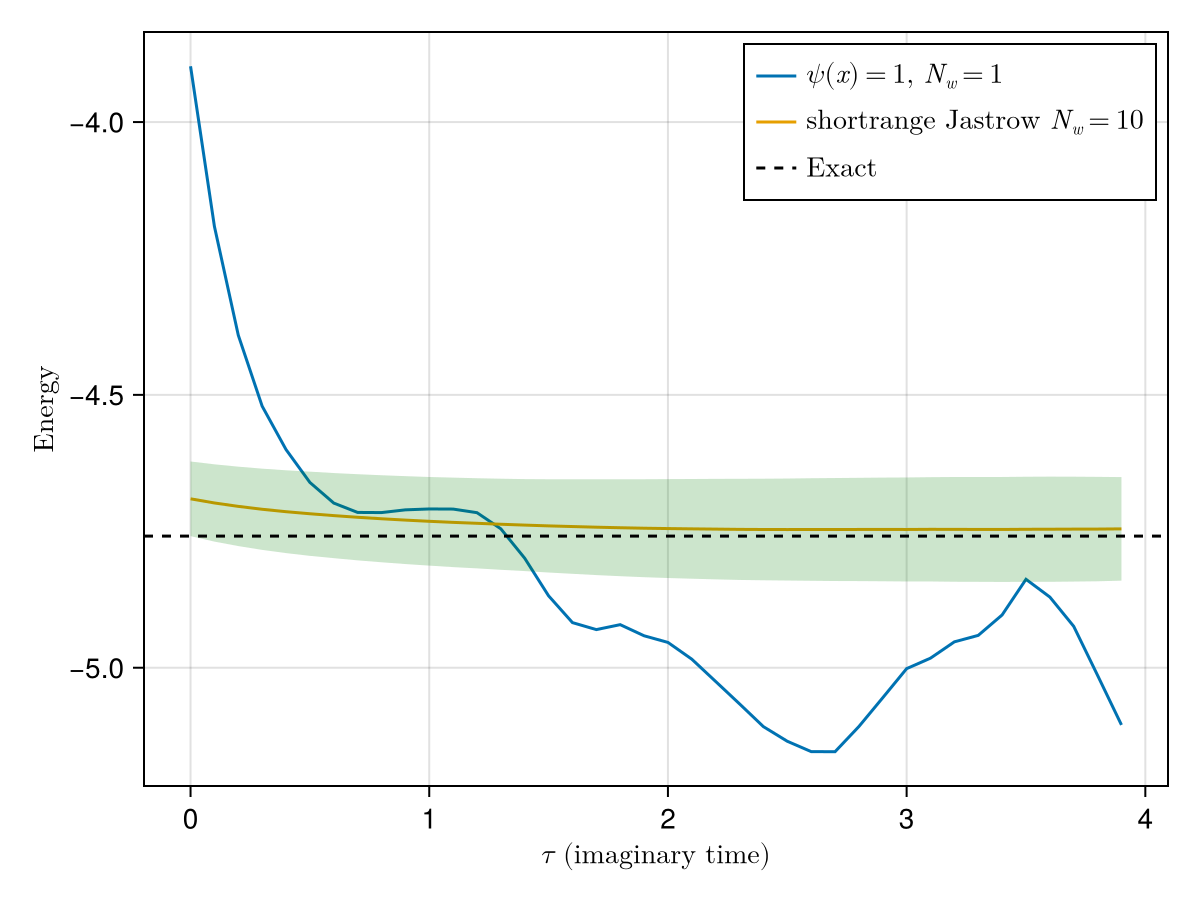 ψ(x) = 1, N_w = 1
shortrange Jastrow N_w = 10
Exact
−4.0
−4.5
−5.0
Energy
0 1 2 3 4
τ (imaginary time)